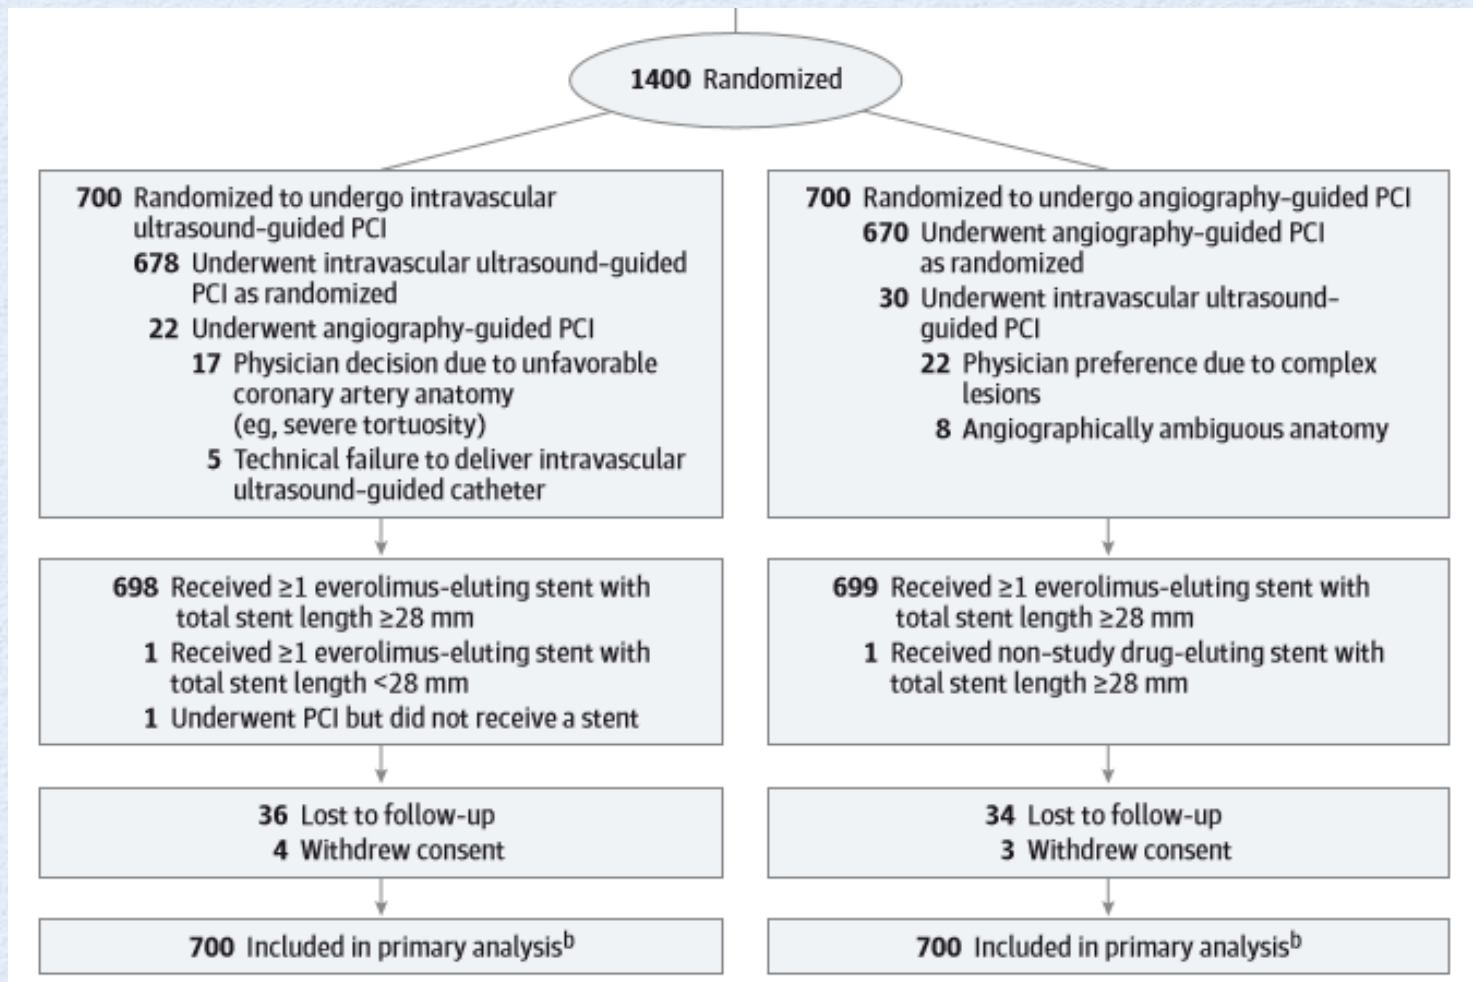 1400 Randomized
700 Randomized to undergo intravascular
ultrasound–guided PCI
678 Underwent intravascular ultrasound–guided
PCI as randomized
22 Underwent angiography-guided PCI
17 Physician decision due to unfavorable
coronary artery anatomy
(eg, severe tortuosity)
5 Technical failure to deliver intravascular
ultrasound–guided catheter
700 Randomized to undergo angiography–guided PCI
670 Underwent angiography–guided PCI
as randomized
30 Underwent intravascular ultrasound–
guided PCI
22 Physician preference due to complex
lesions
8 Angiographically ambiguous anatomy
698 Received ≥1 everolimus-eluting stent with
total stent length ≥28 mm
1 Received ≥1 everolimus-eluting stent with
total stent length <28 mm
1 Underwent PCI but did not receive a stent
699 Received ≥1 everolimus-eluting stent with
total stent length ≥28 mm
1 Received non-study drug-eluting stent with
total stent length ≥28 mm
36 Lost to follow-up
4 Withdrew consent
34 Lost to follow-up
3 Withdrew consent
700 Included in primary analysisb
700 Included in primary analysisb